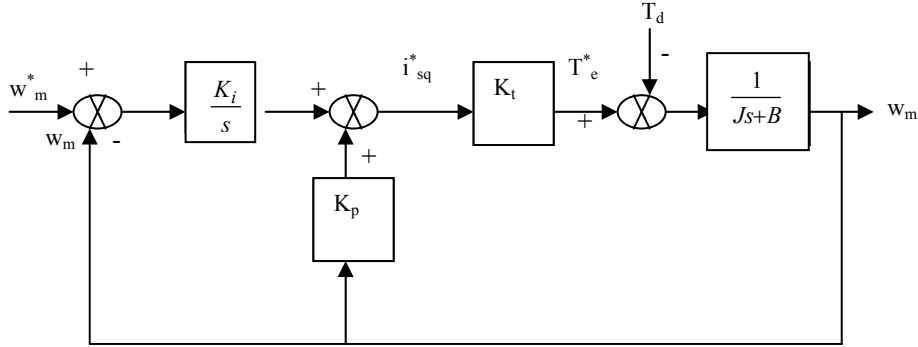 T_d
-
+
w*_m
K_i
s
+
i*_sq
K_t
T*_e
+
1
Js+B
w_m
w_m
-
+
K_p